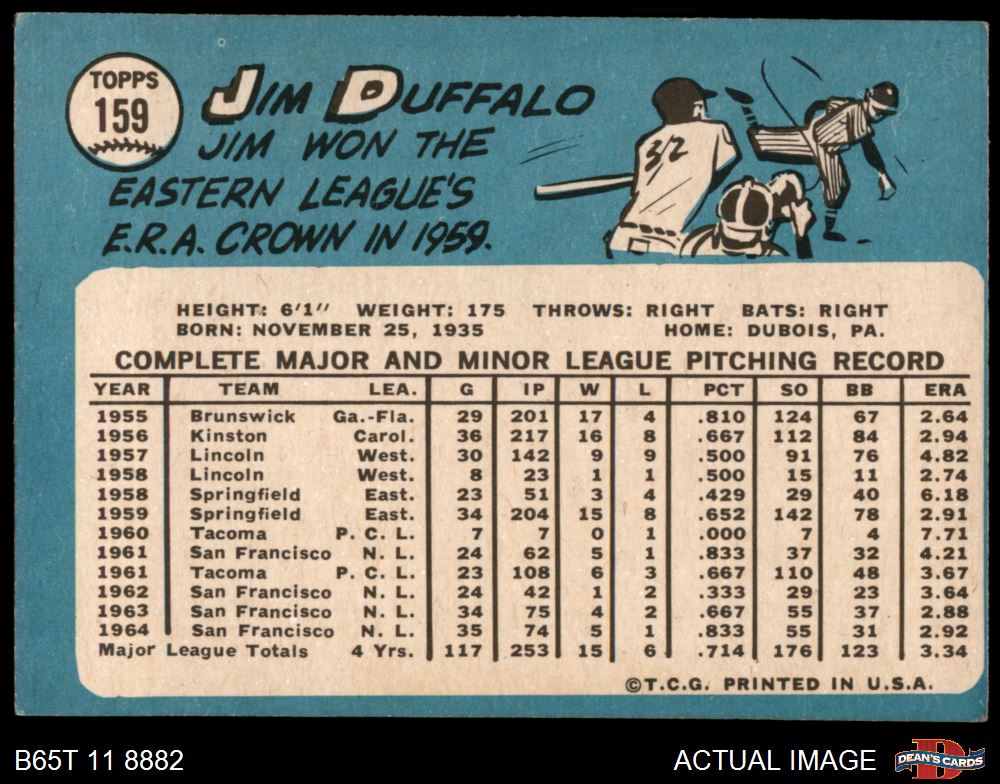 TOPPS
159
JIM DUFFALO
JIM WON THE
EASTERN LEAGUE'S
E.R.A. CROWN IN 1959.
32
HEIGHT: 6'1" WEIGHT: 175 THROWS: RIGHT BATS: RIGHT
BORN: NOVEMBER 25, 1935 HOME: DUBOIS, PA.
COMPLETE MAJOR AND MINOR LEAGUE PITCHING RECORD
YEAR TEAM LEA. G IP W L PCT SO BB ERA
1955 Brunswick Ga.-Fla. 29 201 17 4 .810 124 67 2.64
1956 Kinston Carol. 36 217 16 8 .667 112 84 2.94
1957 Lincoln West. 30 142 9 9 .500 91 76 4.82
1958 Lincoln West. 8 23 1 1 .500 15 11 2.74
1958 Springfield East. 23 51 3 4 .429 29 40 6.18
1959 Springfield East. 34 204 15 8 .652 142 78 2.91
1960 Tacoma P. C. L. 7 7 0 1 .000 7 4 7.71
1961 San Francisco N. L. 24 62 5 1 .833 37 32 4.21
1961 Tacoma P. C. L. 23 108 6 3 .667 110 48 3.67
1962 San Francisco N. L. 24 42 1 2 .333 29 23 3.64
1963 San Francisco N. L. 34 75 4 2 .667 55 37 2.88
1964 San Francisco N. L. 35 74 5 1 .833 55 31 2.92
Major League Totals 4 Yrs. 117 253 15 6 .714 176 123 3.34
©T.C.G. PRINTED IN U.S.A.
B65T 11 8882 ACTUAL IMAGE
D
DEAN'S CARDS